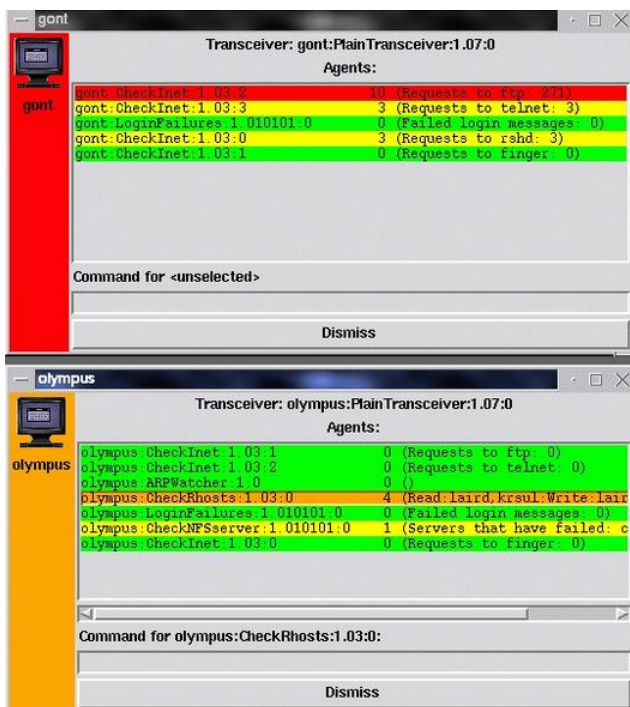 gont
Transceiver: gont:PlainTransceiver:1.07:0
Agents:
gont
gont:CheckInet:1.03:2 10 (Requests to ftp: 271)
gont:CheckInet:1.03:3 3 (Requests to telnet: 3)
gont:LoginFailures:1.010101:0 0 (Failed login messages: 0)
gont:CheckInet:1.03:0 3 (Requests to rshd: 3)
gont:CheckInet:1.03:1 0 (Requests to finger: 0)
Command for <unselected>
Dismiss
olympus
Transceiver: olympus:PlainTransceiver:1.07:0
Agents:
olympus
olympus:CheckInet:1.03:1 0 (Requests to ftp: 0)
olympus:CheckInet:1.03:2 0 (Requests to telnet: 0)
olympus:ARPWatcher:1:0 0 ()
olympus:CheckRhosts:1.03:0 4 (Read:laird,krsul:Write:lair
olympus:LoginFailures:1.010101:0 0 (Failed login messages: 0)
olympus:CheckNFSserver:1.010101:0 1 (Servers that have failed: c
olympus:CheckInet:1.03:0 0 (Requests to finger: 0)
Command for olympus:CheckRhosts:1.03:0:
Dismiss